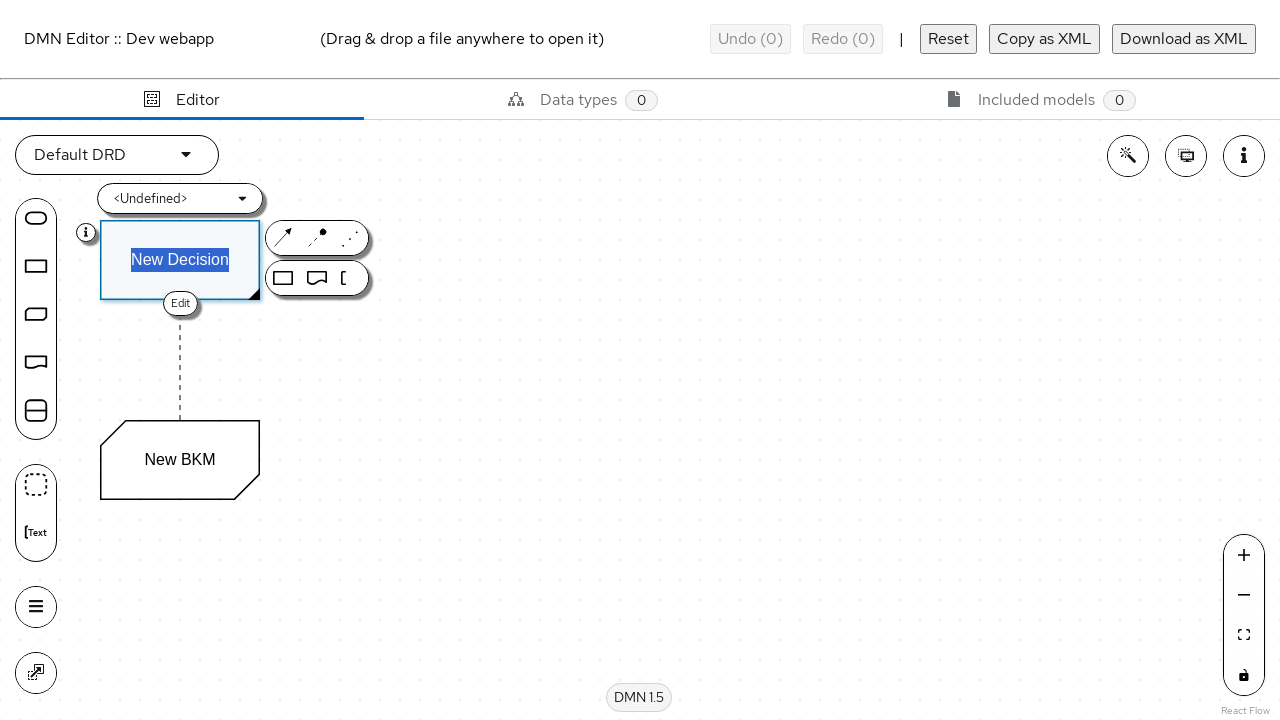 DMN Editor :: Dev webapp
(Drag & drop a file anywhere to open it)
Undo (0)
Redo (0)
|
Reset
Copy as XML
Download as XML
Editor
Data types
0
Included models
0
Default DRD
<Undefined>
New Decision
Edit
New BKM
Text
DMN 1.5
React Flow